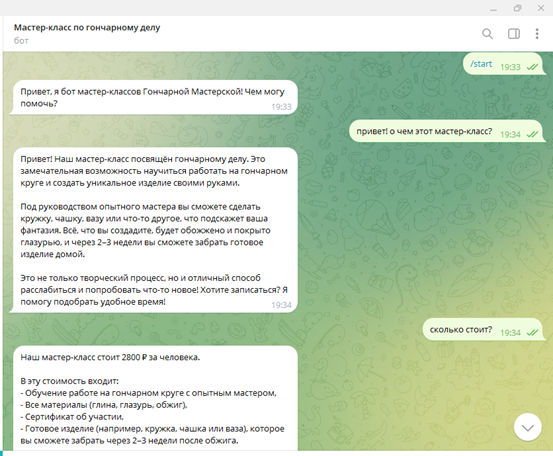 Мастер-класс по гончарному делу
бот
/start
19:33
Привет, я бот мастер-классов Гончарной Мастерской! Чем могу
помочь?
19:33
привет! о чем этот мастер-класс?
19:34
Привет! Наш мастер-класс посвящён гончарному делу. Это
замечательная возможность научиться работать на гончарном
круге и создать уникальное изделие своими руками.
Под руководством опытного мастера вы сможете сделать
кружку, чашку, вазу или что-то другое, что подскажет ваша
фантазия. Всё, что вы создадите, будет обожжено и покрыто
глазурью, и через 2–3 недели вы сможете забрать готовое
изделие домой.
Это не только творческий процесс, но и отличный способ
расслабиться и попробовать что-то новое! Хотите записаться? Я
помогу подобрать удобное время!
19:34
сколько стоит?
19:34
Наш мастер-класс стоит 2800 ₽ за человека.
В эту стоимость входит:
- Обучение работе на гончарном круге с опытным мастером,
- Все материалы (глина, глазурь, обжиг),
- Сертификат об участии,
- Готовое изделие (например, кружка, чашка или ваза), которое
вы сможете забрать через 2–3 недели после обжига.